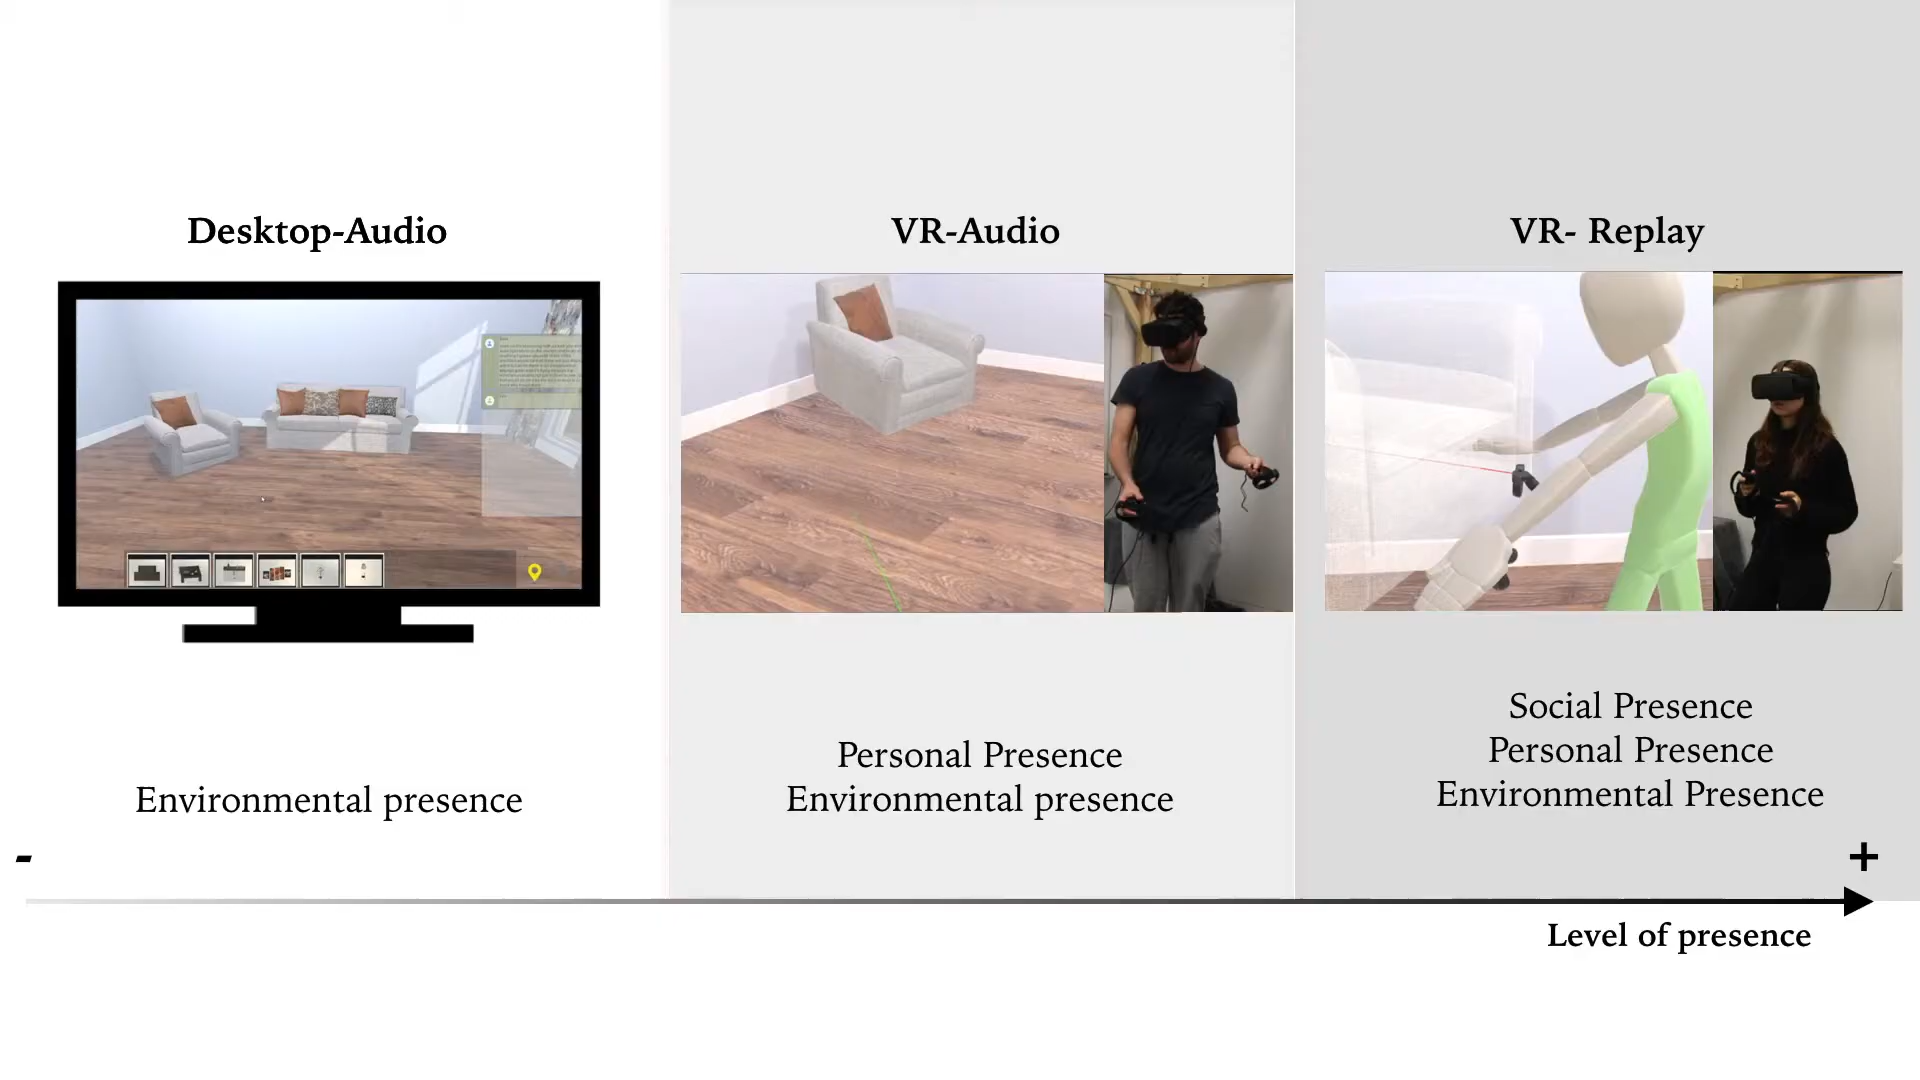 Desktop-Audio
VR-Audio
VR- Replay
Environmental presence
Personal Presence
Environmental presence
Social Presence
Personal Presence
Environmental Presence
-
+
Level of presence